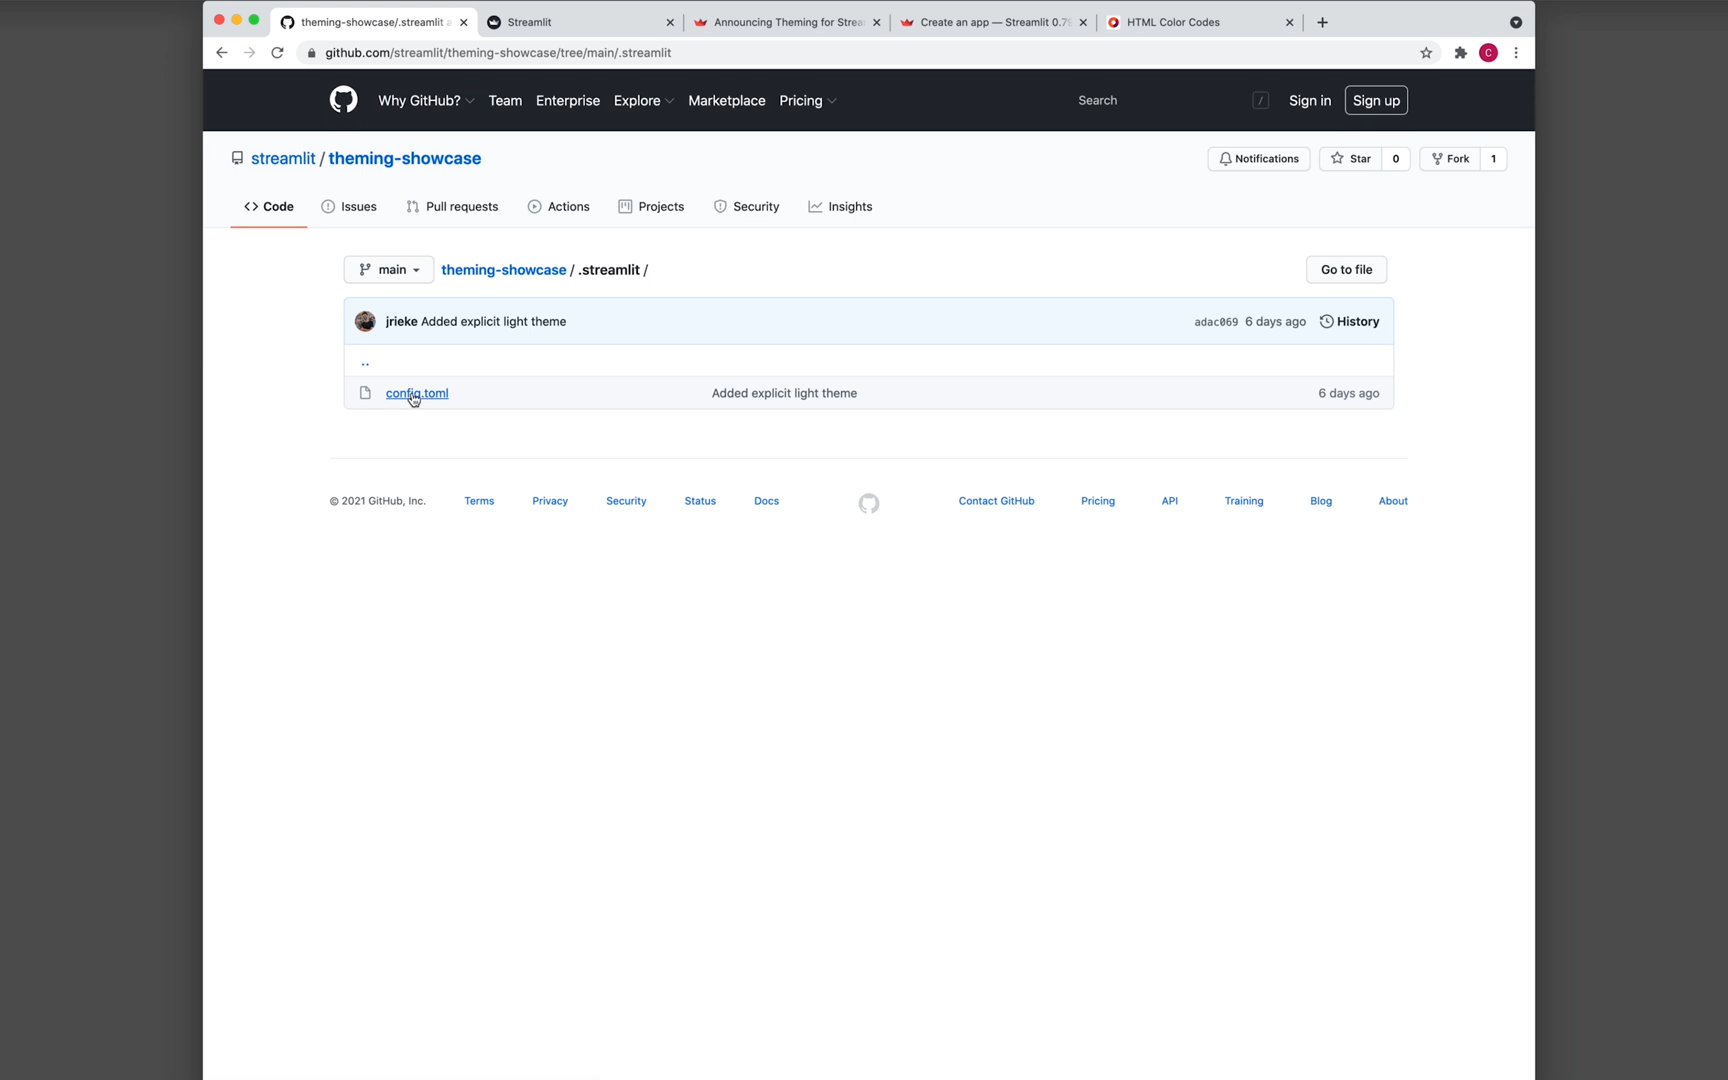 theming-showcase/.streamlit a
Streamlit
Announcing Theming for Strea
Create an app — Streamlit 0.79
HTML Color Codes
github.com/streamlit/theming-showcase/tree/main/.streamlit
C
Why GitHub? Team Enterprise Explore Marketplace Pricing
Search / Sign in Sign up
streamlit / theming-showcase
Notifications Star 0 Fork 1
Code Issues Pull requests Actions Projects Security Insights
main theming-showcase / .streamlit / Go to file
jrieke Added explicit light theme adac069 6 days ago History
..
config.toml Added explicit light theme 6 days ago
© 2021 GitHub, Inc. Terms Privacy Security Status Docs Contact GitHub Pricing API Training Blog About